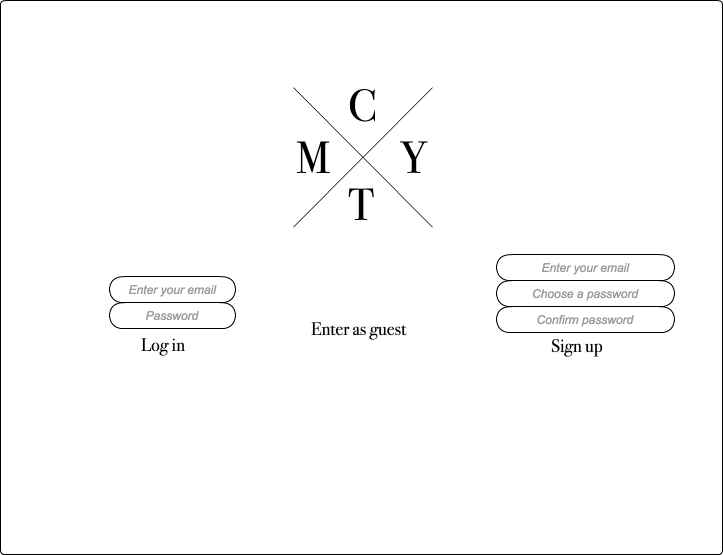 C
M Y
T
Enter your email
Password
Log in
Enter as guest
Enter your email
Choose a password
Confirm password
Sign up